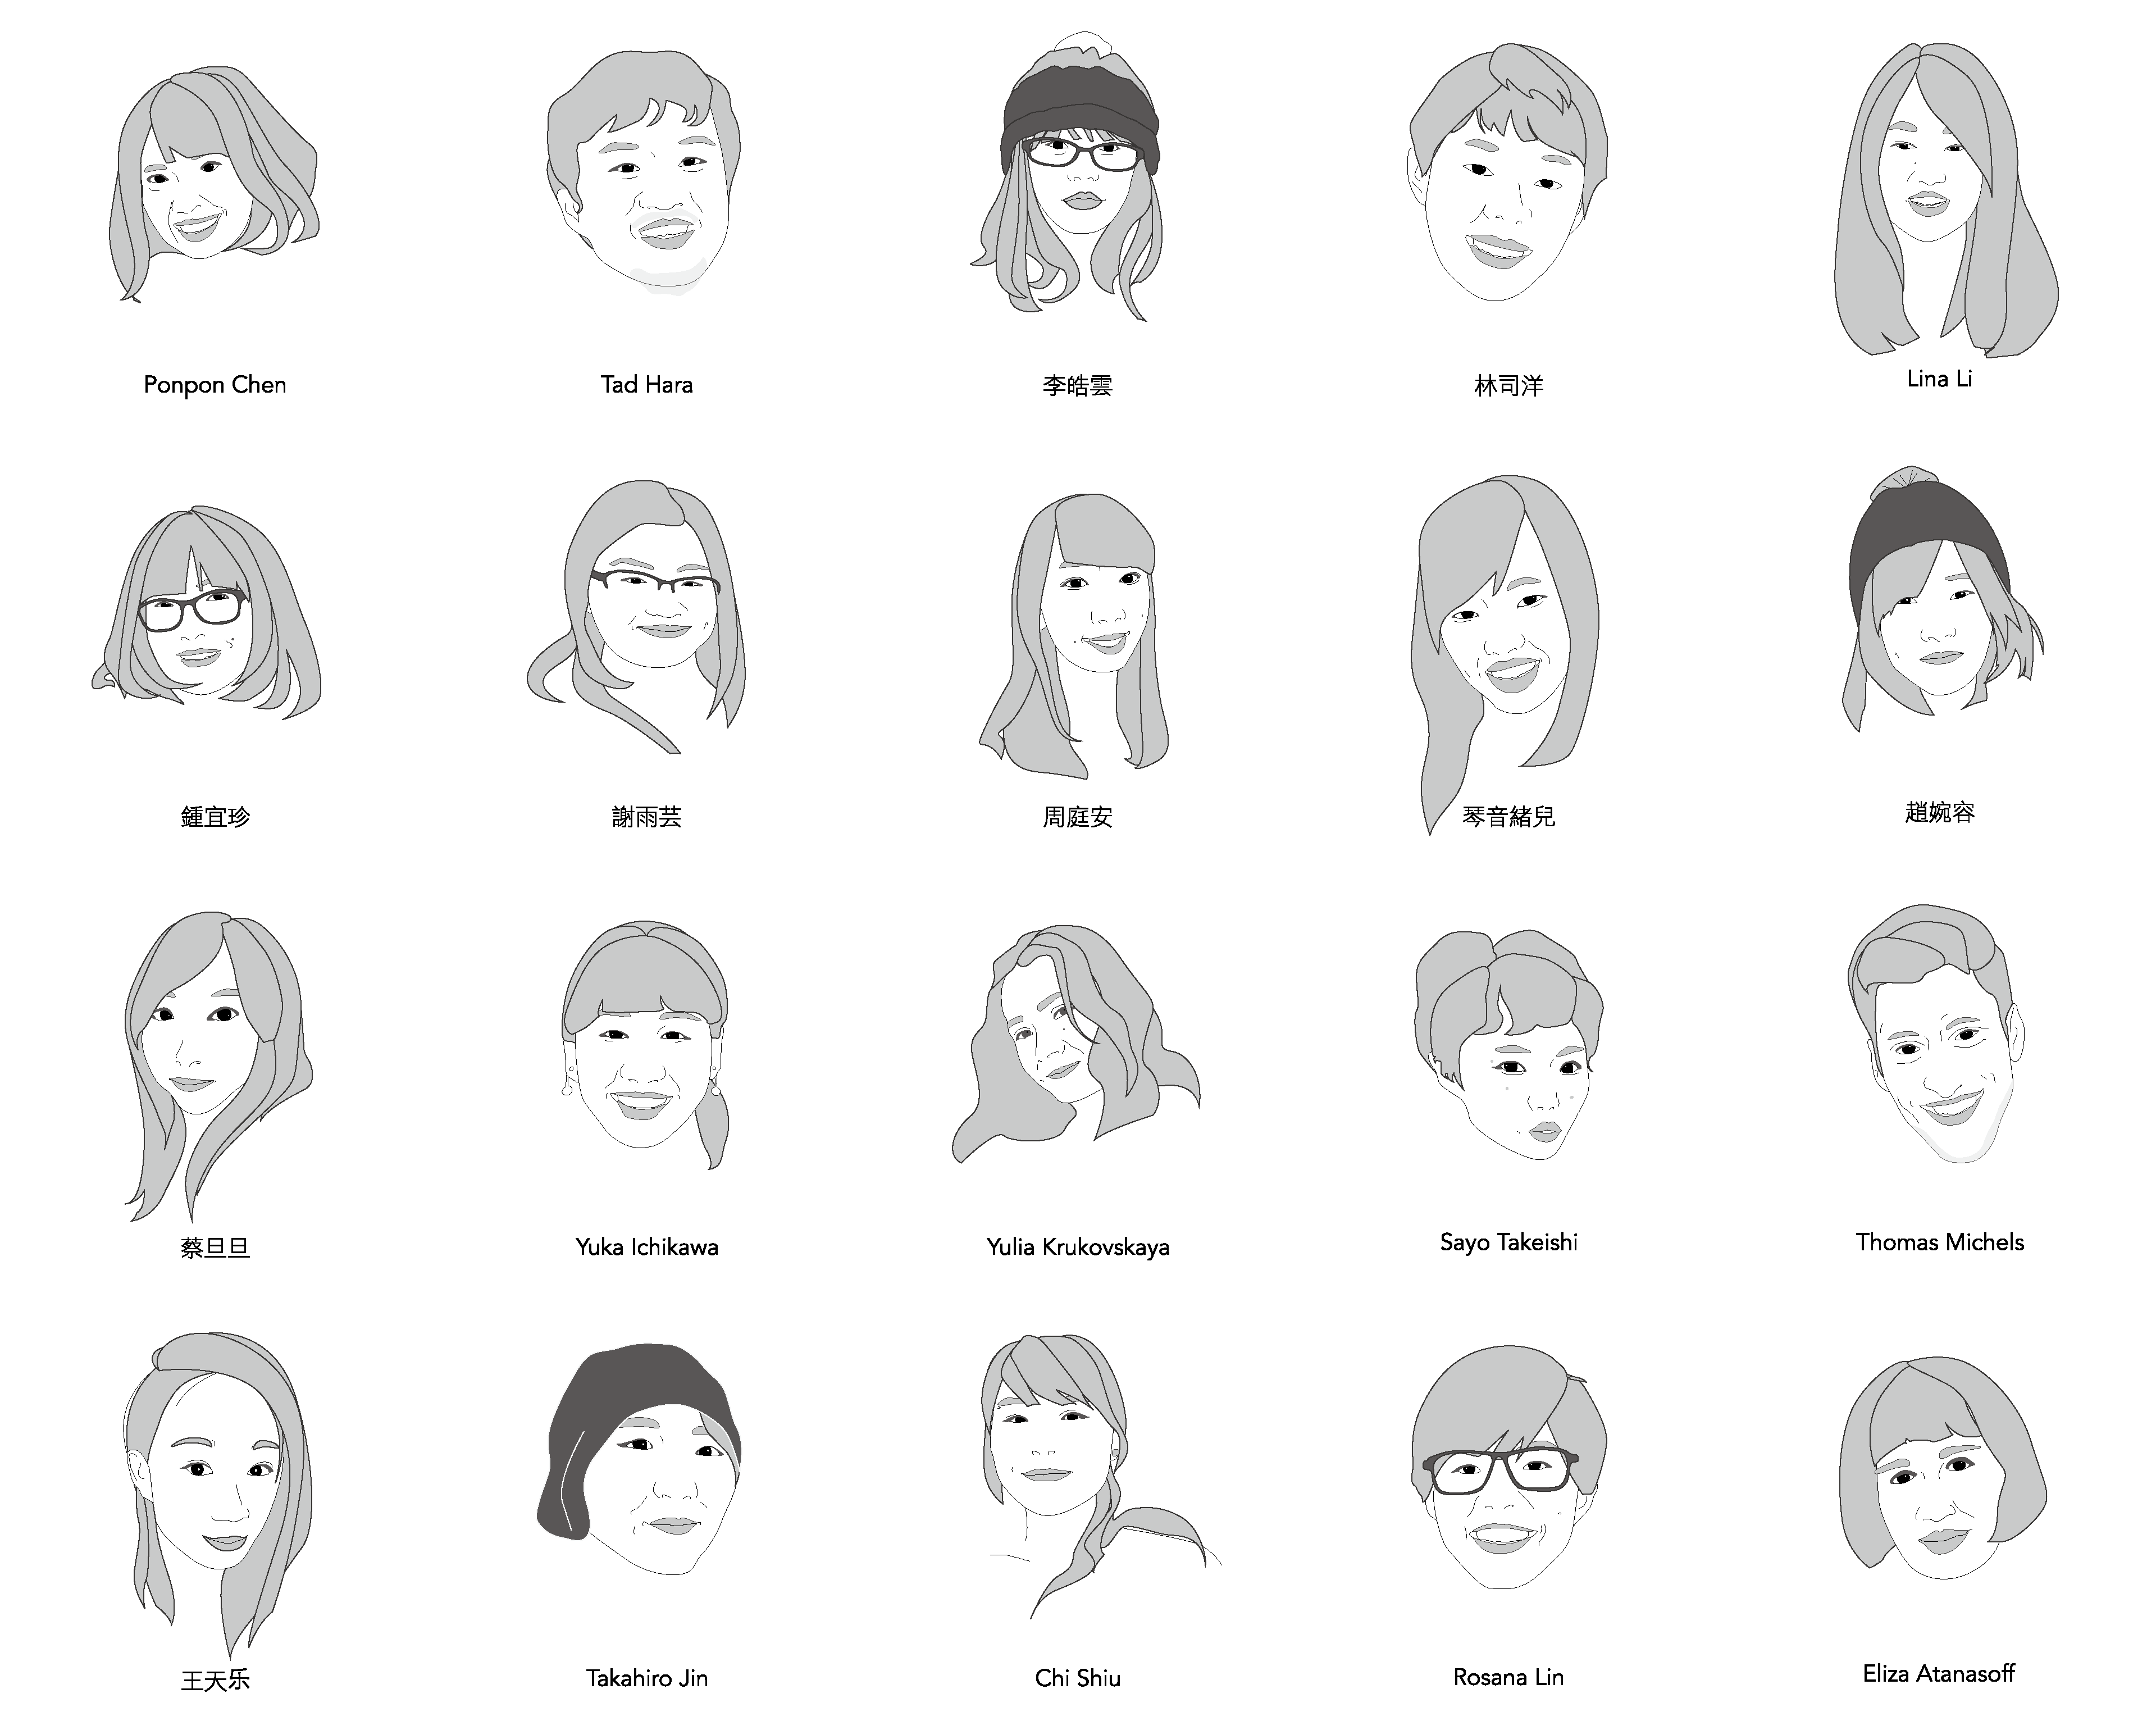 Ponpon Chen
Tad Hara
李皓雲
林司洋
Lina Li
鍾宜珍
謝雨芸
周庭安
琴音緒兒
趙婉容
蔡旦旦
Yuka Ichikawa
Yulia Krukovskaya
Sayo Takeishi
Thomas Michels
王天乐
Takahiro Jin
Chi Shiu
Rosana Lin
Eliza Atanasoff